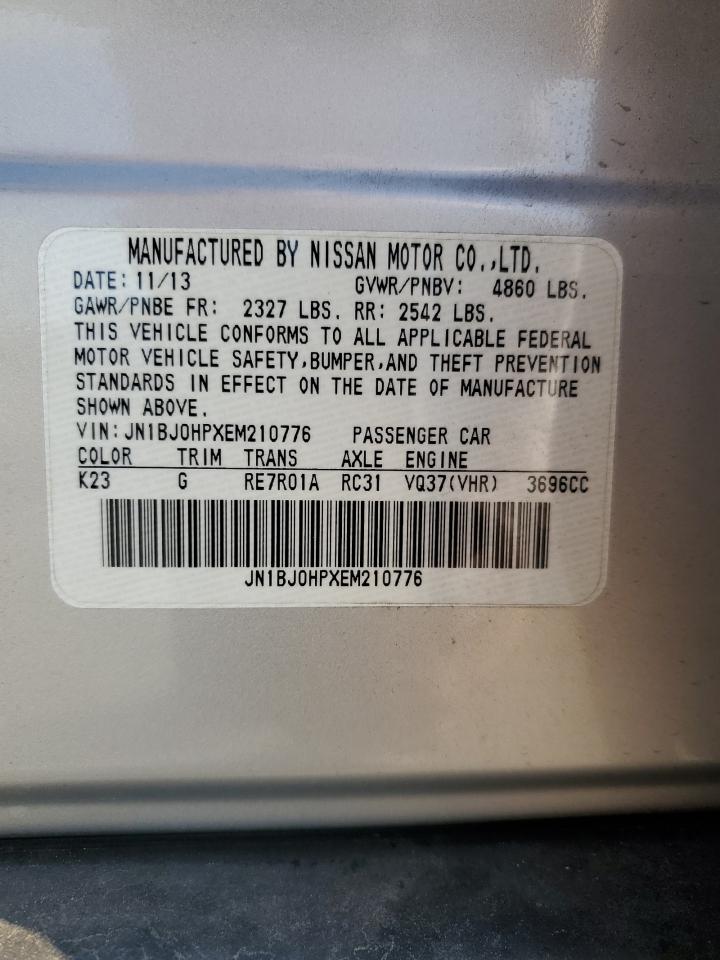 MANUFACTURED BY NISSAN MOTOR CO.,LTD.
DATE: 11/13 GVWR/PNBV: 4860 LBS.
GAWR/PNBE FR: 2327 LBS. RR: 2542 LBS.
THIS VEHICLE CONFORMS TO ALL APPLICABLE FEDERAL
MOTOR VEHICLE SAFETY,BUMPER,AND THEFT PREVENTION
STANDARDS IN EFFECT ON THE DATE OF MANUFACTURE
SHOWN ABOVE.
VIN: JN1BJ0HPXEM210776 PASSENGER CAR
COLOR TRIM TRANS AXLE ENGINE
K23 G RE7R01A RC31 VQ37(VHR) 3696CC
JN1BJ0HPXEM210776